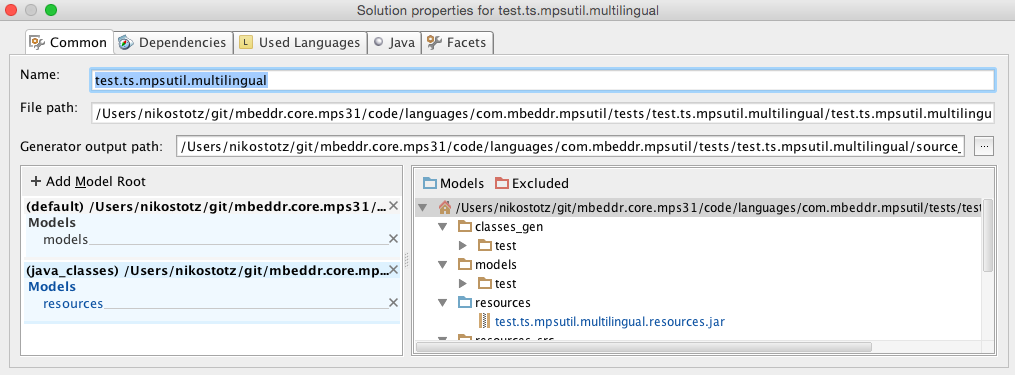 Solution properties for test.ts.mpsutil.multilingual
Common Dependencies L Used Languages Java Facets
Name: test.ts.mpsutil.multilingual
File path: /Users/nikostotz/git/mbeddr.core.mps31/code/languages/com.mbeddr.mpsutil/tests/test.ts.mpsutil.multilingual/test.ts.mpsutil.multilingu
Generator output path: /Users/nikostotz/git/mbeddr.core.mps31/code/languages/com.mbeddr.mpsutil/tests/test.ts.mpsutil.multilingual/source_ ...
+ Add Model Root
(default) /Users/nikostotz/git/mbeddr.core.mps31/...
Models
models
(java_classes) /Users/nikostotz/git/mbeddr.core.mp...
Models
resources
Models Excluded
/Users/nikostotz/git/mbeddr.core.mps31/code/languages/com.mbeddr.mpsutil/tests/test
classes_gen
test
models
test
resources
test.ts.mpsutil.multilingual.resources.jar
resources_src